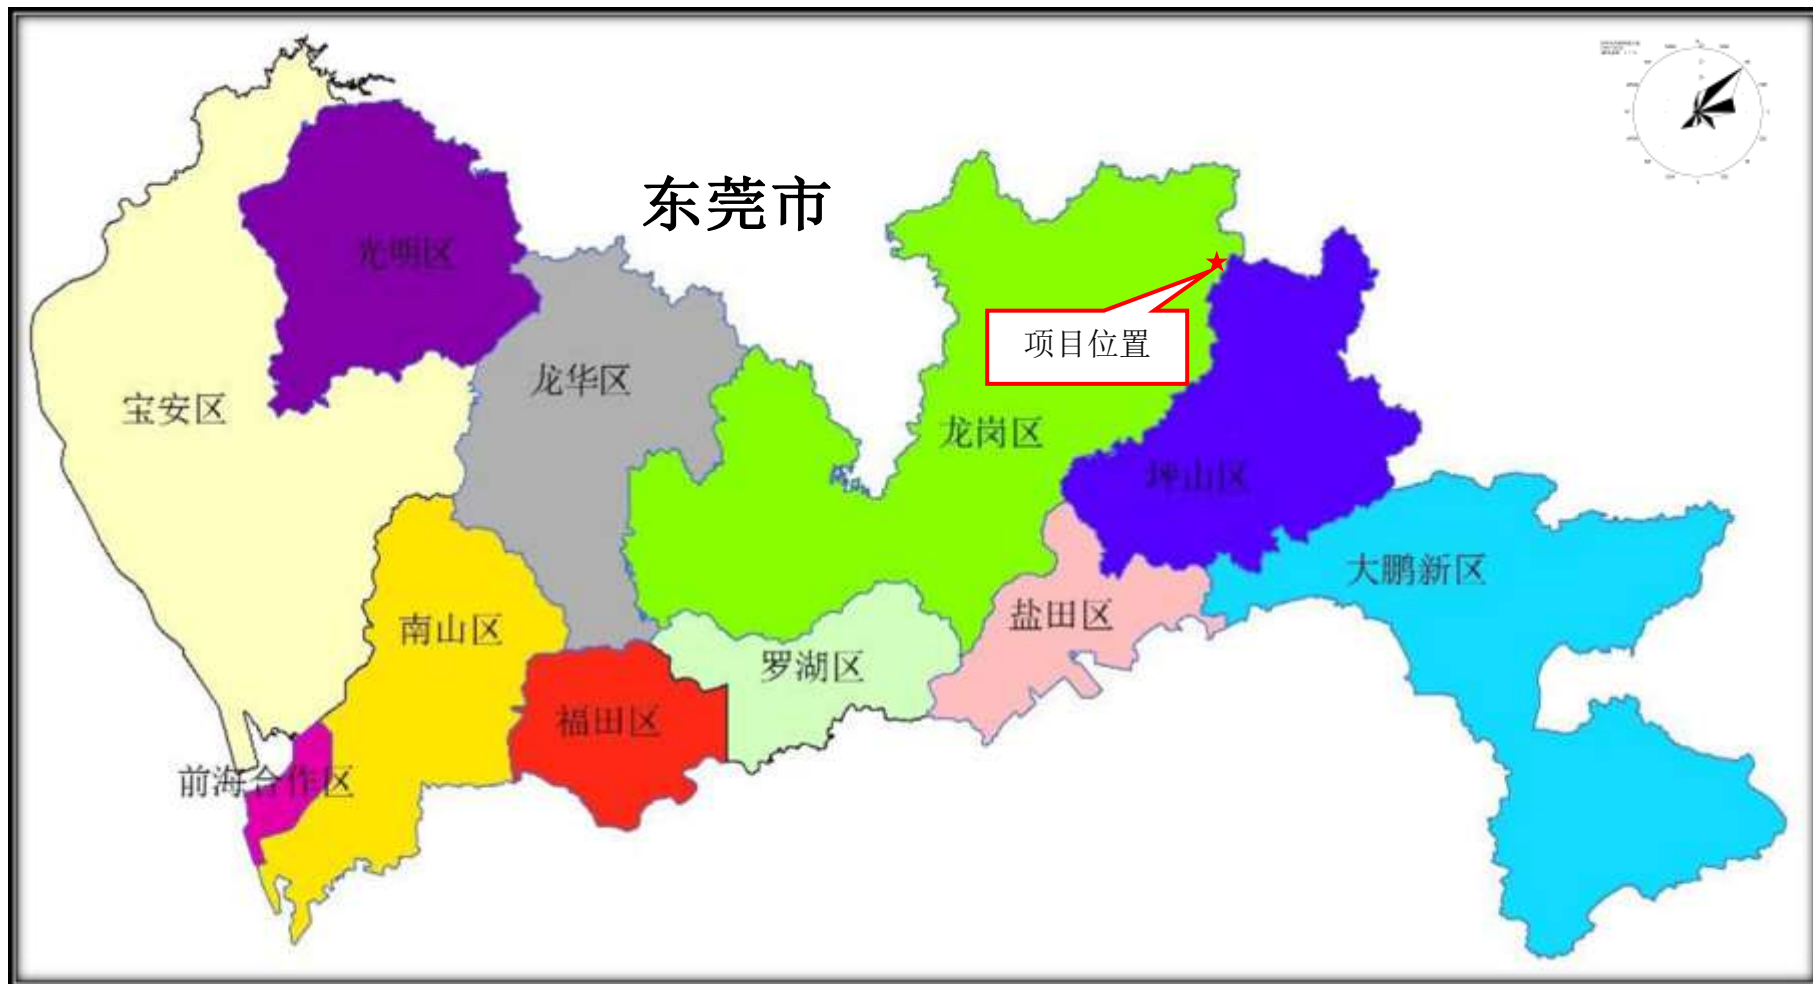 东莞市
光明区
项目位置
龙华区
宝安区
龙岗区
坪山区
大鹏新区
盐田区
南山区
罗湖区
福田区
前海合作区